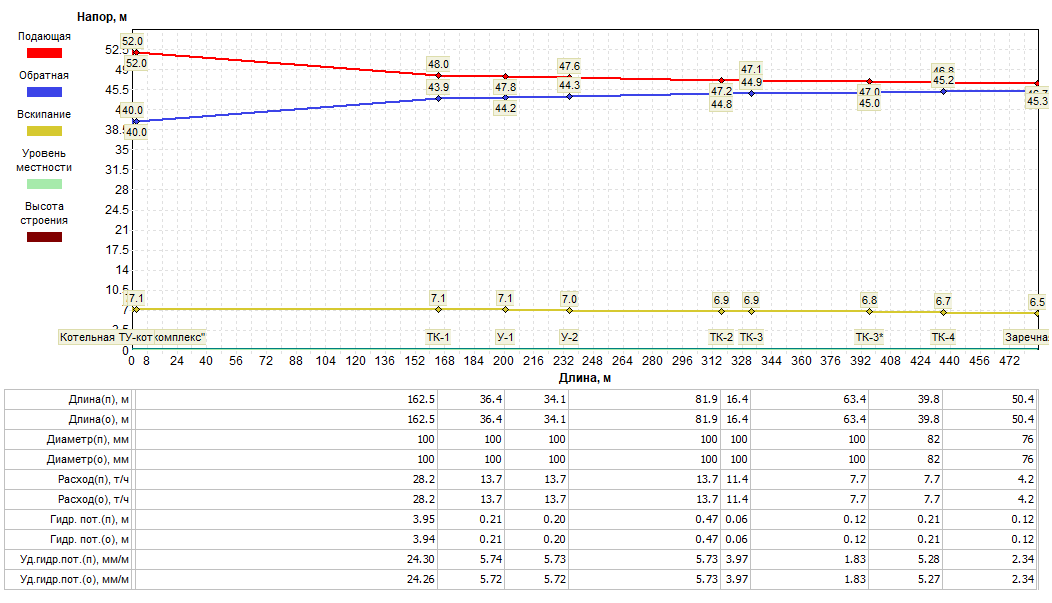 Напор, м
Подающая
Обратная
Вскипание
Уровень
местности
Высота
строения
52.5
45.5
35
31.5
28
24.5
21
17.5
14
10.5
7
0
52.0
52.0
48.0
47.8
47.6
47.2
47.1
47.0
46.8
40.0
43.9
44.2
44.3
44.8
44.9
45.0
45.2
45.3
7.1
7.1
7.1
7.0
6.9
6.9
6.8
6.7
6.5
Котельная ТУ-кот комплекс"
ТК-1
У-1
У-2
ТК-2
ТК-3
ТК-3*
ТК-4
0 8 24 40 56 72 88 104 120 136 152 168 184 200 216 232 248 264 280 296 312 328 344 360 376 392 408 424 440 456 472
Длина, м
Длина(п), м 162.5 36.4 34.1 81.9 16.4 63.4 39.8 50.4
Длина(о), м 162.5 36.4 34.1 81.9 16.4 63.4 39.8 50.4
Диаметр(п), мм 100 100 100 100 100 100 82 76
Диаметр(о), мм 100 100 100 100 100 100 82 76
Расход(п), т/ч 28.2 13.7 13.7 13.7 11.4 7.7 7.7 4.2
Расход(о), т/ч 28.2 13.7 13.7 13.7 11.4 7.7 7.7 4.2
Гидр. пот.(п), м 3.95 0.21 0.20 0.47 0.06 0.12 0.21 0.12
Гидр. пот.(о), м 3.94 0.21 0.20 0.47 0.06 0.12 0.21 0.12
Уд.гидр.пот.(п), мм/м 24.30 5.74 5.73 5.73 3.97 1.83 5.28 2.34
Уд.гидр.пот.(о), мм/м 24.26 5.72 5.72 5.73 3.97 1.83 5.27 2.34